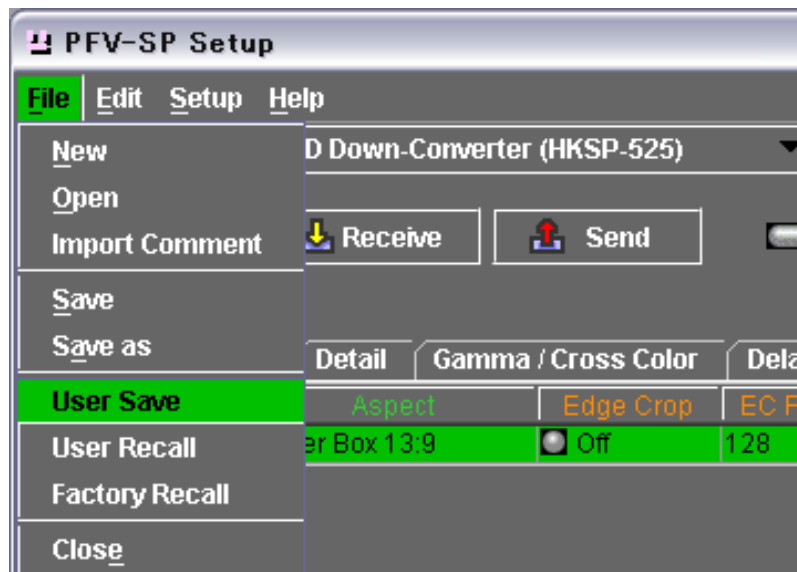 PFV-SP Setup
File Edit Setup Help
New
D Down-Converter (HKSP-525)
Open
Import Comment
Receive
Send
Save
Save as
Detail
Gamma / Cross Color
Dela
User Save
Aspect
Edge Crop
EC F
User Recall
er Box 13:9
Off
128
Factory Recall
Close